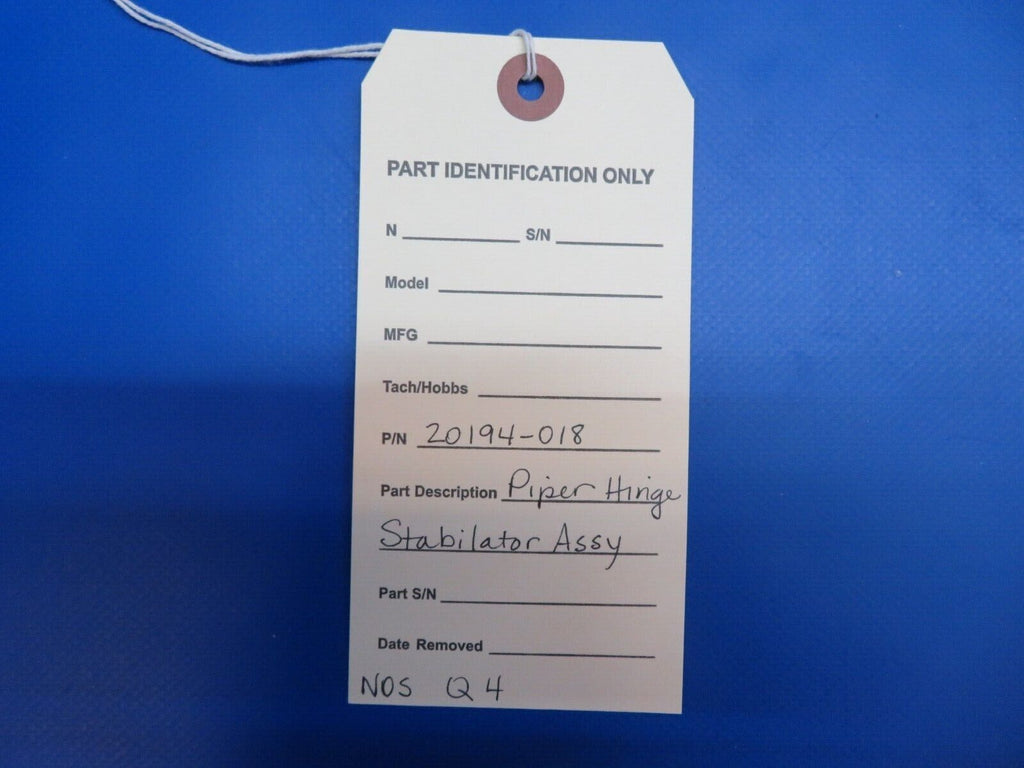 PART IDENTIFICATION ONLY
N S/N
Model
MFG
Tach/Hobbs
P/N 20194-018
Part Description Piper Hinge
Stabilator Assy
Part S/N
Date Removed
NOS Q4